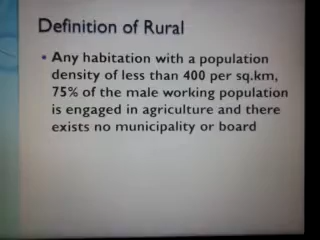 Definition of Rural
• Any habitation with a population
density of less than 400 per sq.km,
75% of the male working population
is engaged in agriculture and there
exists no municipality or board